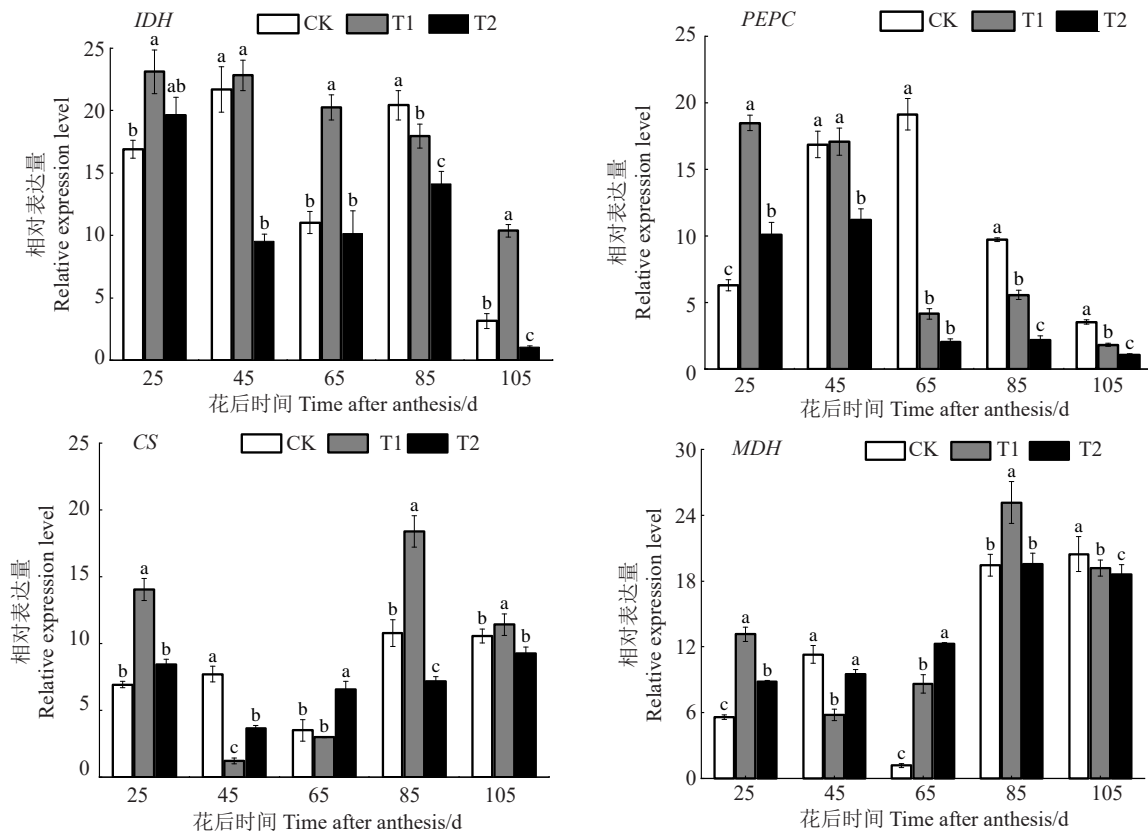 IDH CK T1 T2
25
20
15
10
5
0
相对表达量
Relative expression level
b a ab a a b b a b a b c b a c
25 45 65 85 105
花后时间 Time after anthesis/d
PEPC CK T1 T2
25
20
15
10
5
0
相对表达量
Relative expression level
c a b a a b a b b a b c a b c
25 45 65 85 105
花后时间 Time after anthesis/d
CS CK T1 T2
25
20
15
10
5
0
相对表达量
Relative expression level
b a b a c b b b a b a c b a b
25 45 65 85 105
花后时间 Time after anthesis/d
MDH CK T1 T2
30
24
18
12
6
0
相对表达量
Relative expression level
c a b a b a c b a b a b a b c
25 45 65 85 105
花后时间 Time after anthesis/d